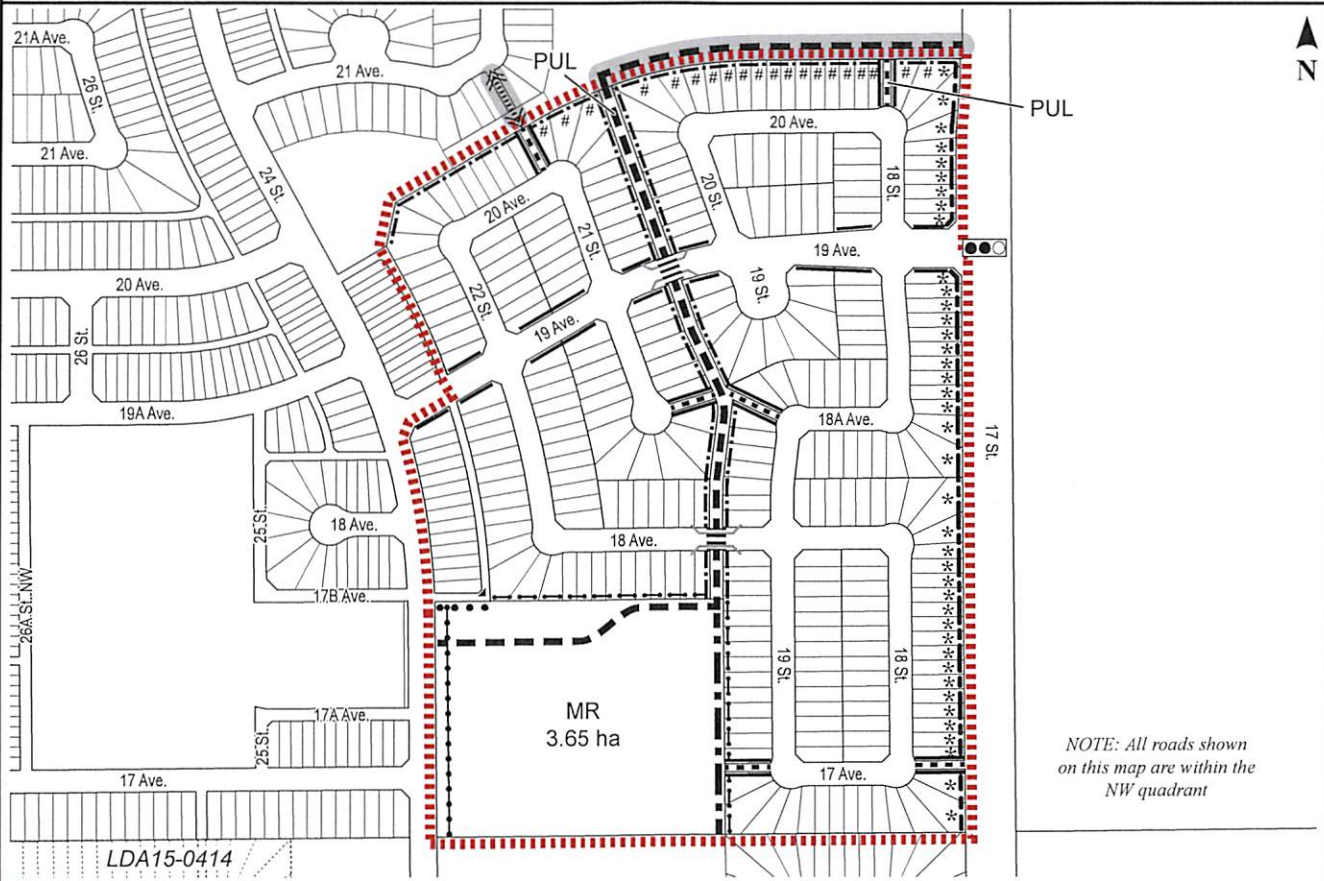 21A Ave.
26 St.
21 Ave.
21 Ave.
24 St.
PUL
N
PUL
20 Ave.
18 St.
20 St.
20 Ave.
21 St.
22 St.
19 Ave.
19 St.
19 Ave.
20 Ave.
26 St.
19A Ave.
18A Ave.
17 St.
25 St.
18 Ave.
18 Ave.
26A St. NW
17B Ave.
19 St.
18 St.
MR
3.65 ha
17A Ave.
25 St.
17 Ave.
17 Ave.
NOTE: All roads shown
on this map are within the
NW quadrant
LDA15-0414